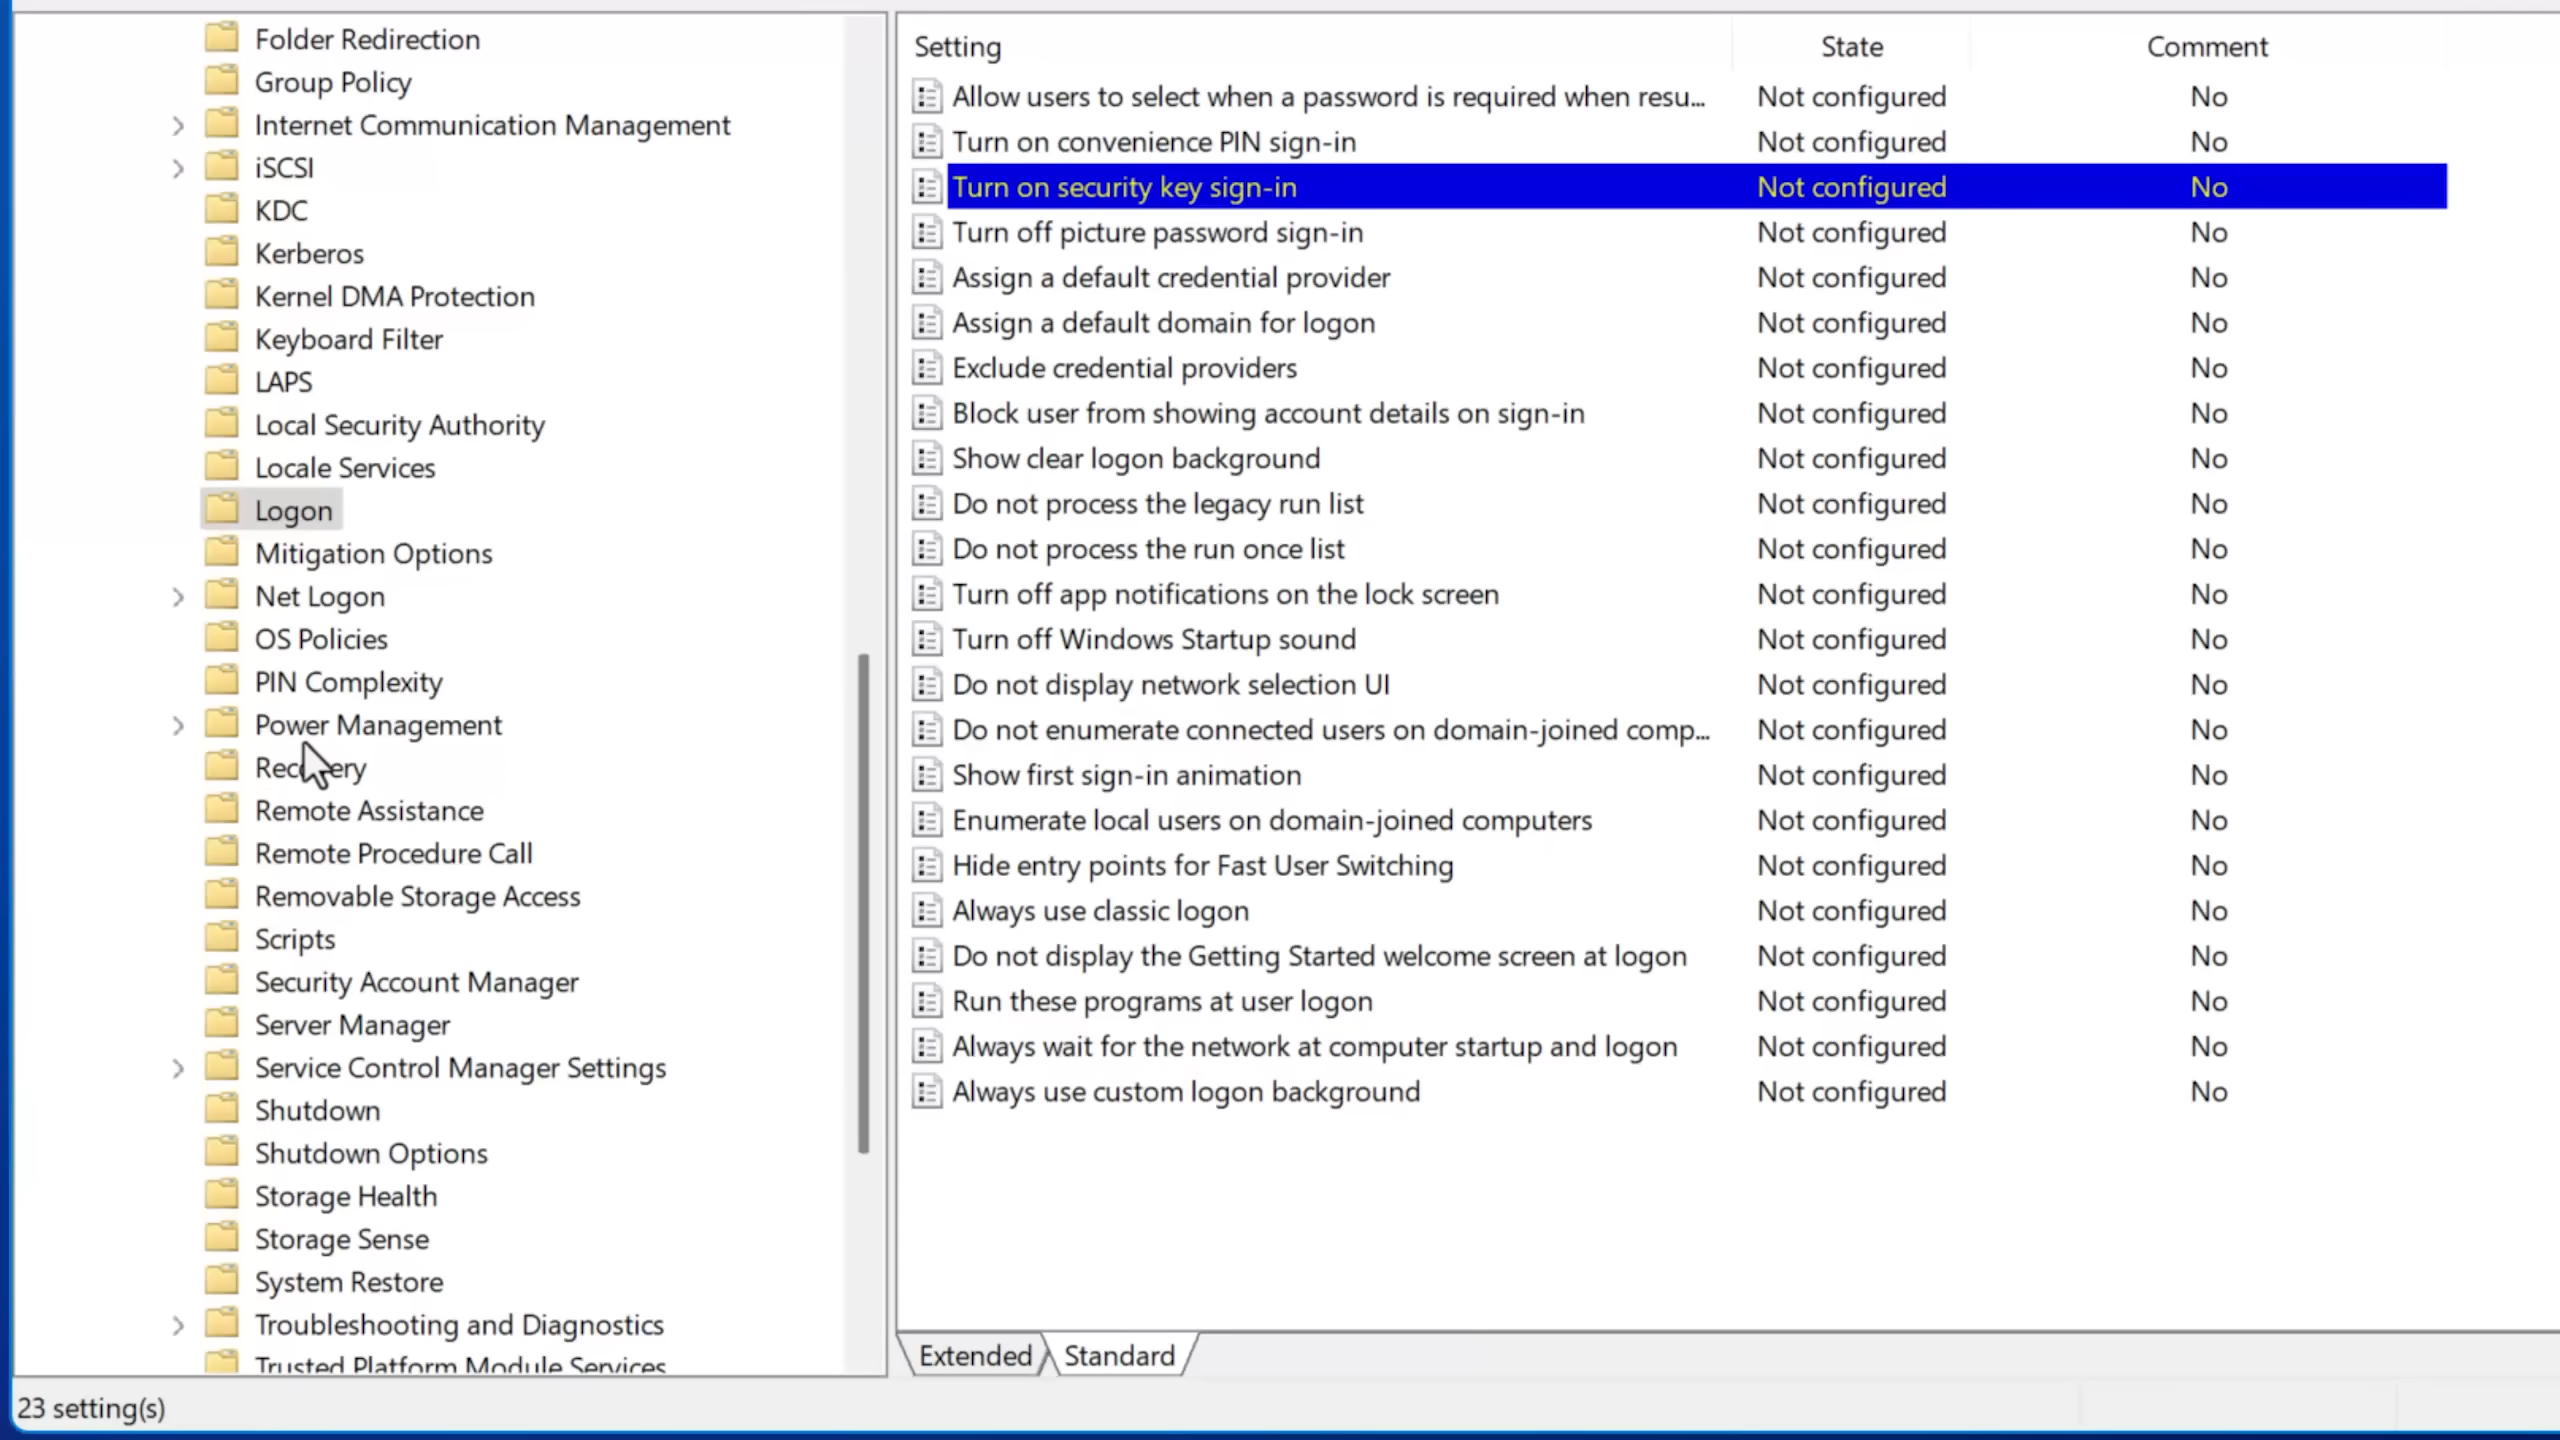 Folder Redirection
Group Policy
Internet Communication Management
iSCSI
KDC
Kerberos
Kernel DMA Protection
Keyboard Filter
LAPS
Local Security Authority
Locale Services
Logon
Mitigation Options
Net Logon
OS Policies
PIN Complexity
Power Management
Recovery
Remote Assistance
Remote Procedure Call
Removable Storage Access
Scripts
Security Account Manager
Server Manager
Service Control Manager Settings
Shutdown
Shutdown Options
Storage Health
Storage Sense
System Restore
Troubleshooting and Diagnostics
Trusted Platform Module Services
Setting State Comment
Allow users to select when a password is required when resu... Not configured No
Turn on convenience PIN sign-in Not configured No
Turn on security key sign-in Not configured No
Turn off picture password sign-in Not configured No
Assign a default credential provider Not configured No
Assign a default domain for logon Not configured No
Exclude credential providers Not configured No
Block user from showing account details on sign-in Not configured No
Show clear logon background Not configured No
Do not process the legacy run list Not configured No
Do not process the run once list Not configured No
Turn off app notifications on the lock screen Not configured No
Turn off Windows Startup sound Not configured No
Do not display network selection UI Not configured No
Do not enumerate connected users on domain-joined comp... Not configured No
Show first sign-in animation Not configured No
Enumerate local users on domain-joined computers Not configured No
Hide entry points for Fast User Switching Not configured No
Always use classic logon Not configured No
Do not display the Getting Started welcome screen at logon Not configured No
Run these programs at user logon Not configured No
Always wait for the network at computer startup and logon Not configured No
Always use custom logon background Not configured No
Extended Standard
23 setting(s)